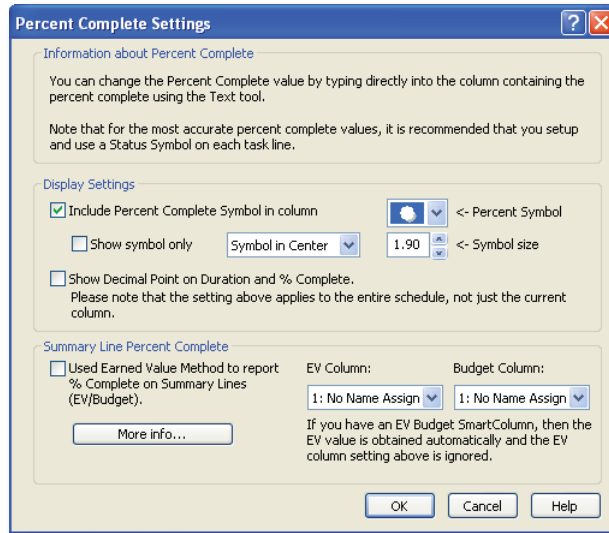 Percent Complete Settings
Information about Percent Complete
You can change the Percent Complete value by typing directly into the column containing the
percent complete using the Text tool.
Note that for the most accurate percent complete values, it is recommended that you setup
and use a Status Symbol on each task line.
Display Settings
Include Percent Complete Symbol in column
<- Percent Symbol
Show symbol only
Symbol in Center
1.90
<- Symbol size
Show Decimal Point on Duration and % Complete.
Please note that the setting above applies to the entire schedule, not just the current
column.
Summary Line Percent Complete
Used Earned Value Method to report
% Complete on Summary Lines
(EV/Budget).
More info...
EV Column:
Budget Column:
1: No Name Assign
1: No Name Assign
If you have an EV Budget SmartColumn, then the
EV value is obtained automatically and the EV
column setting above is ignored.
OK
Cancel
Help